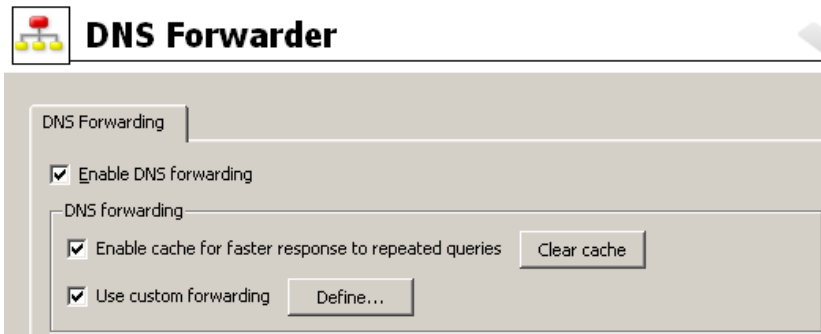 DNS Forwarder
DNS Forwarding
Enable DNS forwarding
DNS forwarding
Enable cache for faster response to repeated queries Clear cache
Use custom forwarding Define...